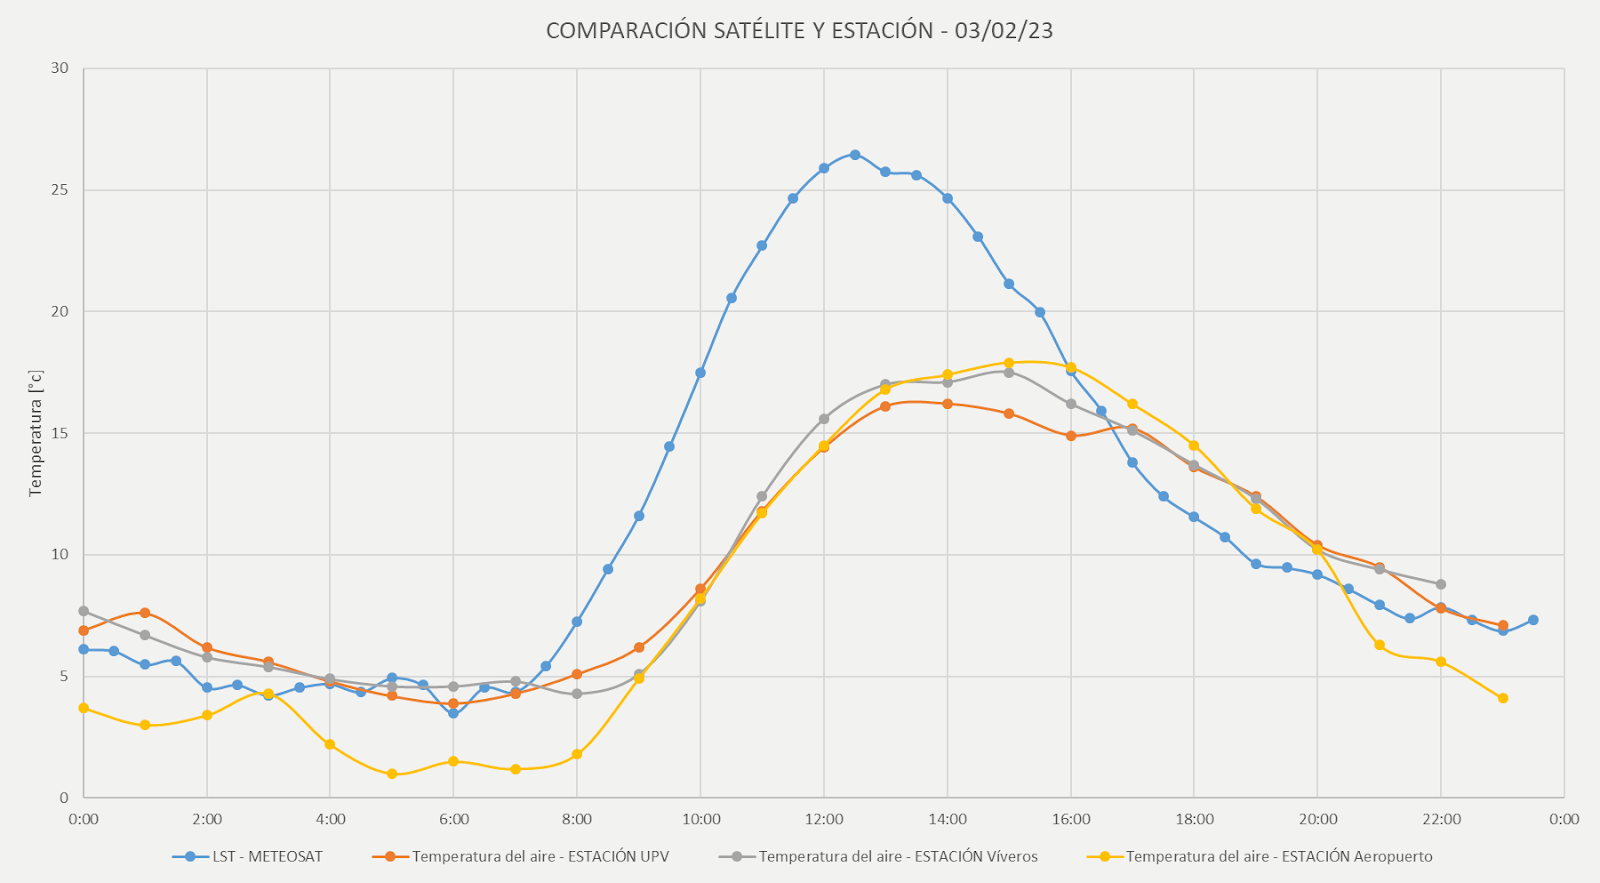 COMPARACIÓN SATÉLITE Y ESTACIÓN - 03/02/23
30
25
20
15
10
5
0
Temperatura [°c]
0:00 2:00 4:00 6:00 8:00 10:00 12:00 14:00 16:00 18:00 20:00 22:00 0:00
LST - METEOSAT Temperatura del aire - ESTACIÓN UPV Temperatura del aire - ESTACIÓN Víveros Temperatura del aire - ESTACIÓN Aeropuerto